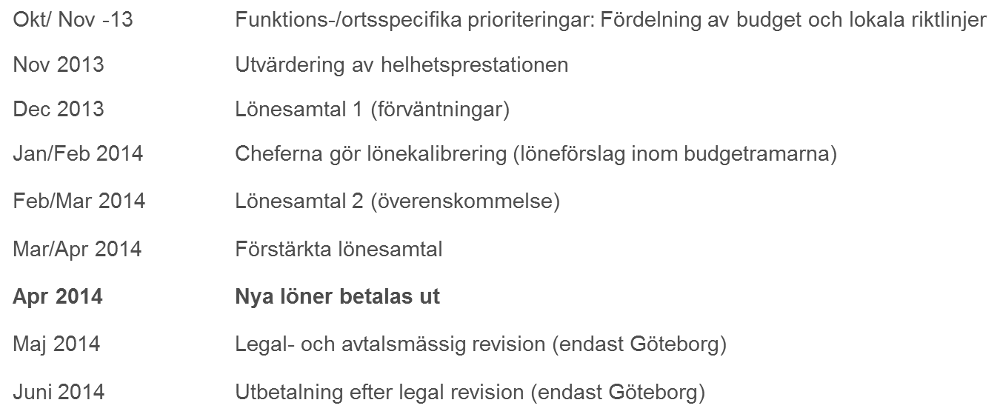 Okt/ Nov -13 Funktions-/ortsspecifika prioriteringar: Fördelning av budget och lokala riktlinjer
Nov 2013 Utvärdering av helhetsprestationen
Dec 2013 Lönesamtal 1 (förväntningar)
Jan/Feb 2014 Cheferna gör lönekalibrering (löneförslag inom budgetramarna)
Feb/Mar 2014 Lönesamtal 2 (överenskommelse)
Mar/Apr 2014 Förstärkta lönesamtal
Apr 2014 Nya löner betalas ut
Maj 2014 Legal- och avtalsmässig revision (endast Göteborg)
Juni 2014 Utbetalning efter legal revision (endast Göteborg)